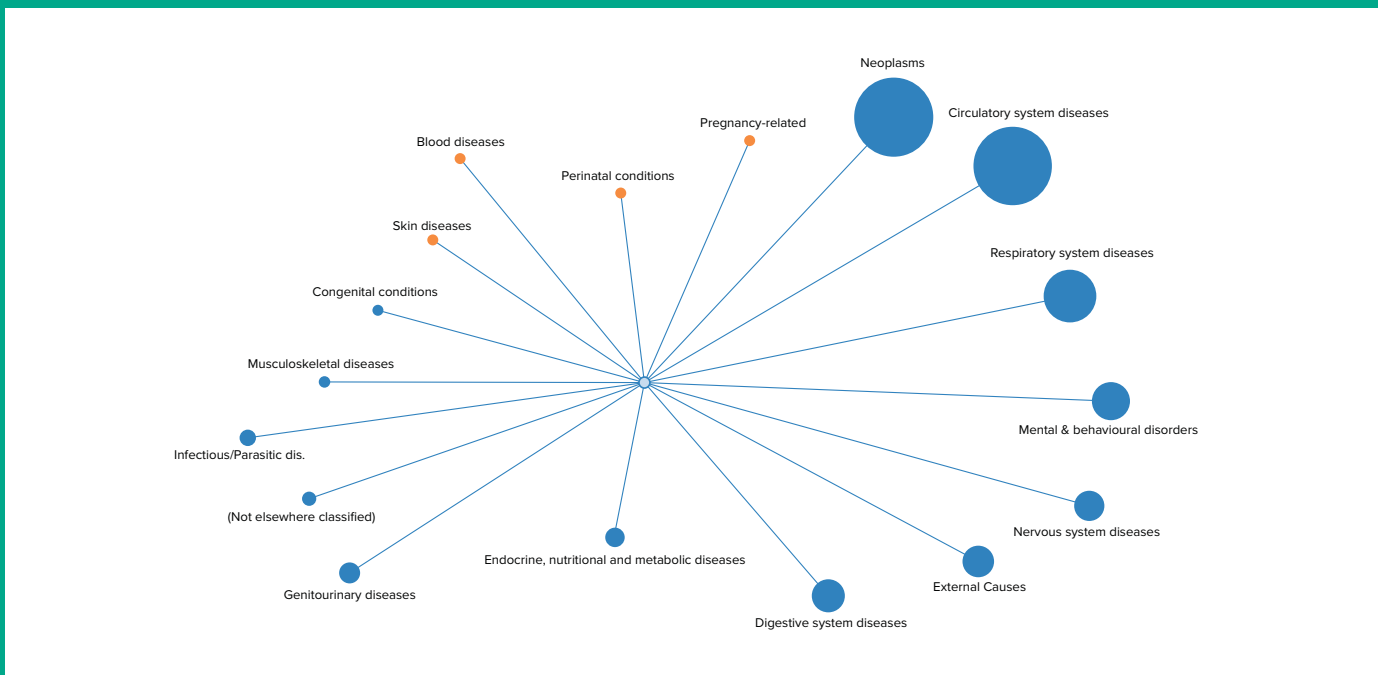 Neoplasms
Circulatory system diseases
Pregnancy-related
Blood diseases
Perinatal conditions
Skin diseases
Respiratory system diseases
Congenital conditions
Musculoskeletal diseases
Mental & behavioural disorders
Infectious/Parasitic dis.
(Not elsewhere classified)
Nervous system diseases
Endocrine, nutritional and metabolic diseases
External Causes
Genitourinary diseases
Digestive system diseases